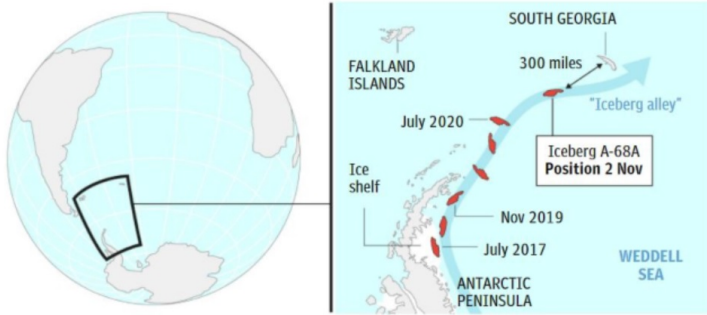 SOUTH GEORGIA
300 miles
FALKLAND
ISLANDS
"Iceberg alley"
July 2020
Iceberg A-68A
Position 2 Nov
Ice
shelf
Nov 2019
July 2017
WEDDELL
SEA
ANTARCTIC
PENINSULA